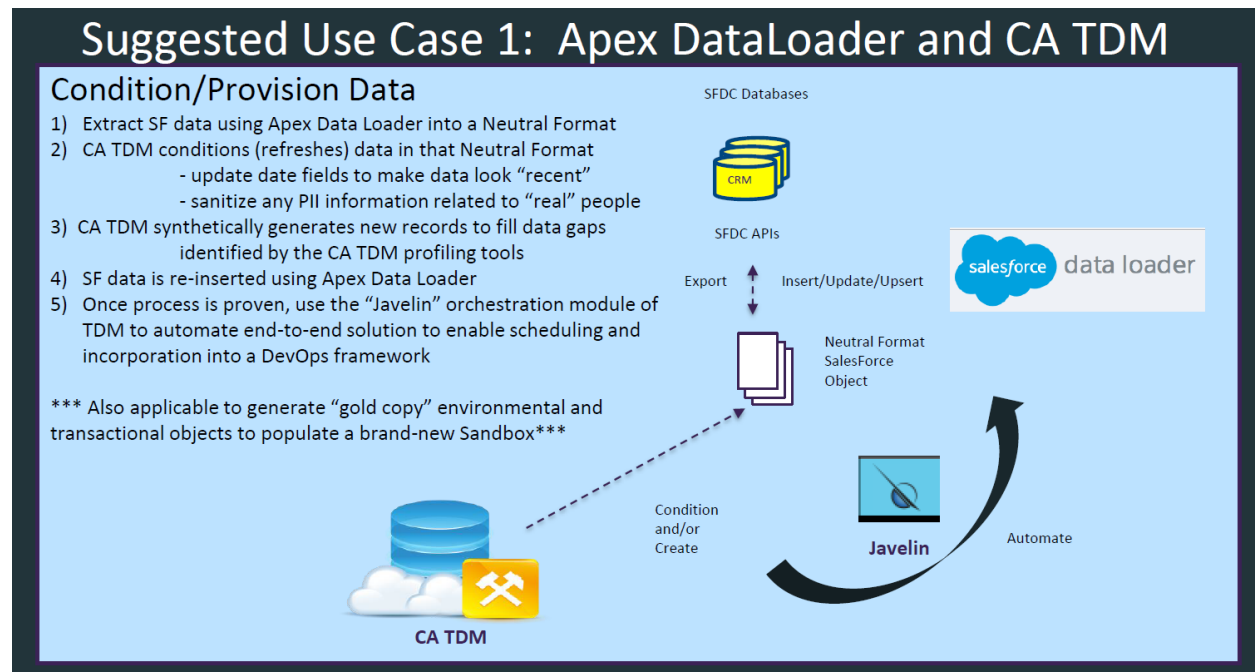 Suggested Use Case 1: Apex DataLoader and CA TDM
Condition/Provision Data
1) Extract SF data using Apex Data Loader into a Neutral Format
2) CA TDM conditions (refreshes) data in that Neutral Format
- update date fields to make data look “recent”
- sanitize any PII information related to “real” people
3) CA TDM synthetically generates new records to fill data gaps
identified by the CA TDM profiling tools
4) SF data is re-inserted using Apex Data Loader
5) Once process is proven, use the “Javelin” orchestration module of
TDM to automate end-to-end solution to enable scheduling and
incorporation into a DevOps framework
*** Also applicable to generate “gold copy” environmental and
transactional objects to populate a brand-new Sandbox***
SFDC Databases
CRM
SFDC APIs
Export
Insert/Update/Upsert
salesforce data loader
Neutral Format
SalesForce
Object
Condition
and/or
Create
Javelin
Automate
CA TDM